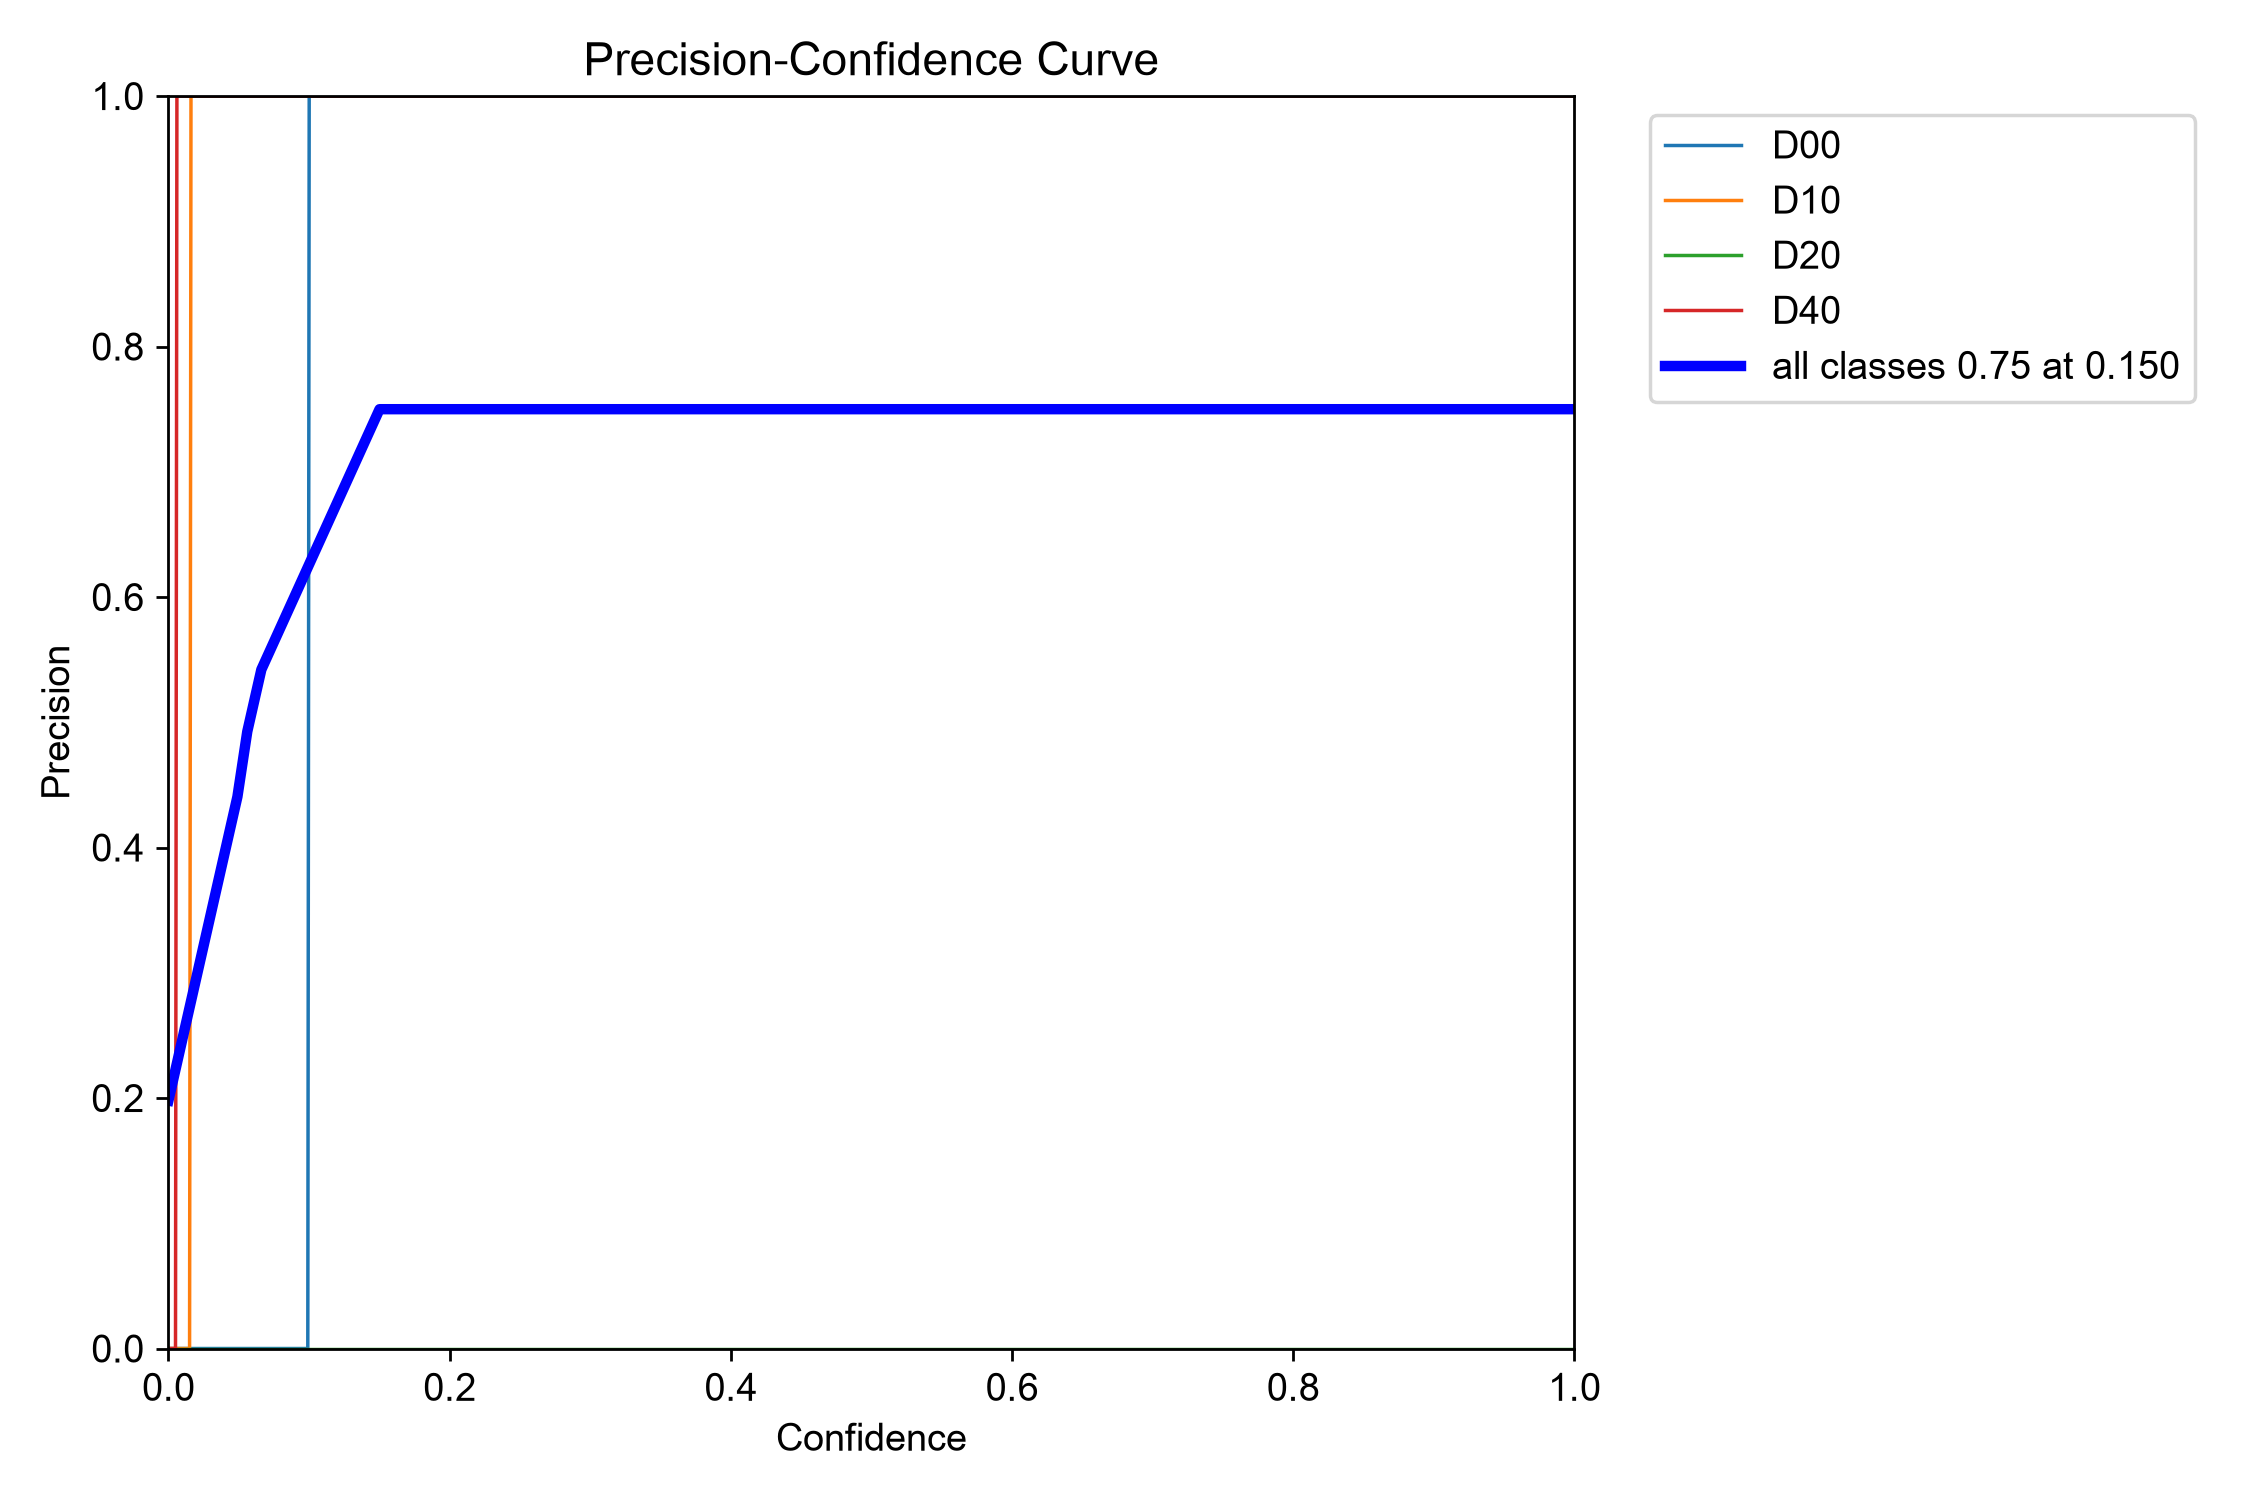 Precision-Confidence Curve
1.0
0.8
0.6
0.4
0.2
0.0
Precision
0.0 0.2 0.4 0.6 0.8 1.0
Confidence
D00
D10
D20
D40
all classes 0.75 at 0.150